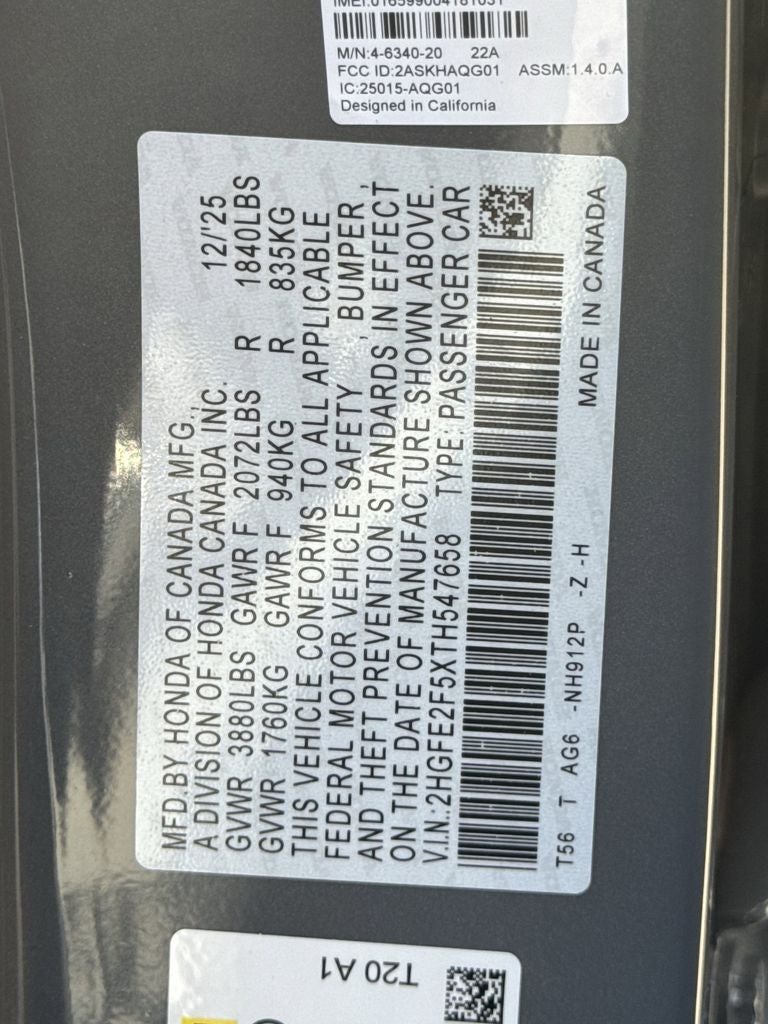 M/N:4-6340-20 22A
FCC ID:2ASKHAQG01 ASSM:1.4.0.A
IC:25015-AQG01
Designed in California
MFD.BY HONDA OF CANADA MFG.,
A DIVISION OF HONDA CANADA INC. 12/'25
GVWR 3880LBS GAWR F 2072LBS R 1840LBS
GVWR 1760KG GAWR F 940KG R 835KG
THIS VEHICLE CONFORMS TO ALL APPLICABLE
FEDERAL MOTOR VEHICLE SAFETY , BUMPER ,
AND THEFT PREVENTION STANDARDS IN EFFECT
ON THE DATE OF MANUFACTURE SHOWN ABOVE.
V.I.N.:2HGFE2F5XTH547658 TYPE:PASSENGER CAR
T56 T AG6 -NH912P -Z -H MADE IN CANADA
T20 A1